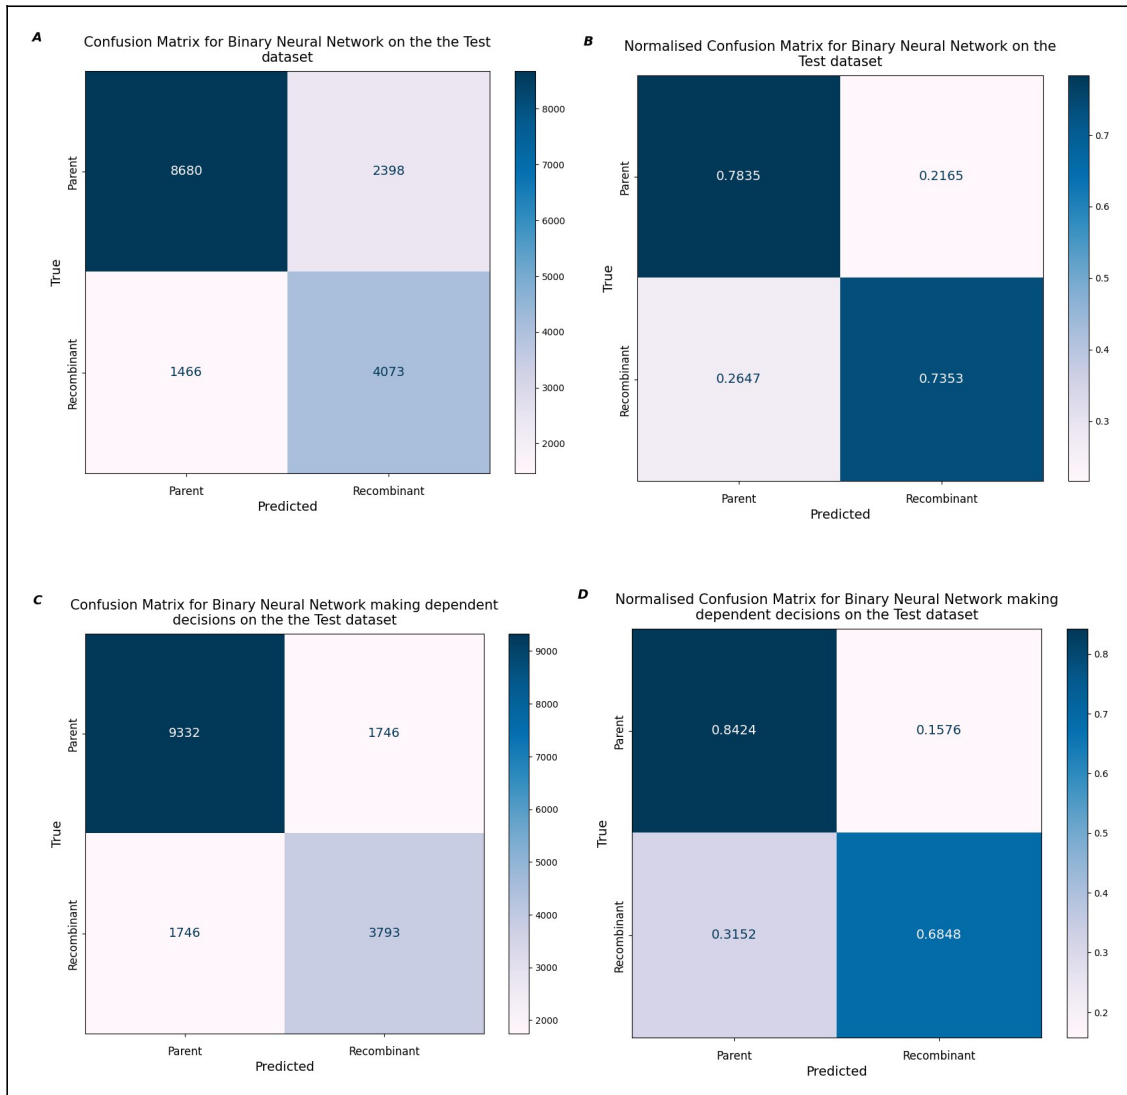 A
Confusion Matrix for Binary Neural Network on the the Test
dataset
8000
7000
6000
5000
4000
3000
2000
True
Parent
Recombinant
8680
2398
1466
4073
Parent
Recombinant
Predicted
B
Normalised Confusion Matrix for Binary Neural Network on the
Test dataset
0.7
0.6
0.5
0.4
0.3
True
Parent
Recombinant
0.7835
0.2165
0.2647
0.7353
Parent
Recombinant
Predicted
C
Confusion Matrix for Binary Neural Network making dependent
decisions on the the Test dataset
9000
8000
7000
6000
5000
4000
3000
2000
True
Parent
Recombinant
9332
1746
1746
3793
Parent
Recombinant
Predicted
D
Normalised Confusion Matrix for Binary Neural Network making
dependent decisions on the Test dataset
0.8
0.7
0.6
0.5
0.4
0.3
0.2
True
Parent
Recombinant
0.8424
0.1576
0.3152
0.6848
Parent
Recombinant
Predicted